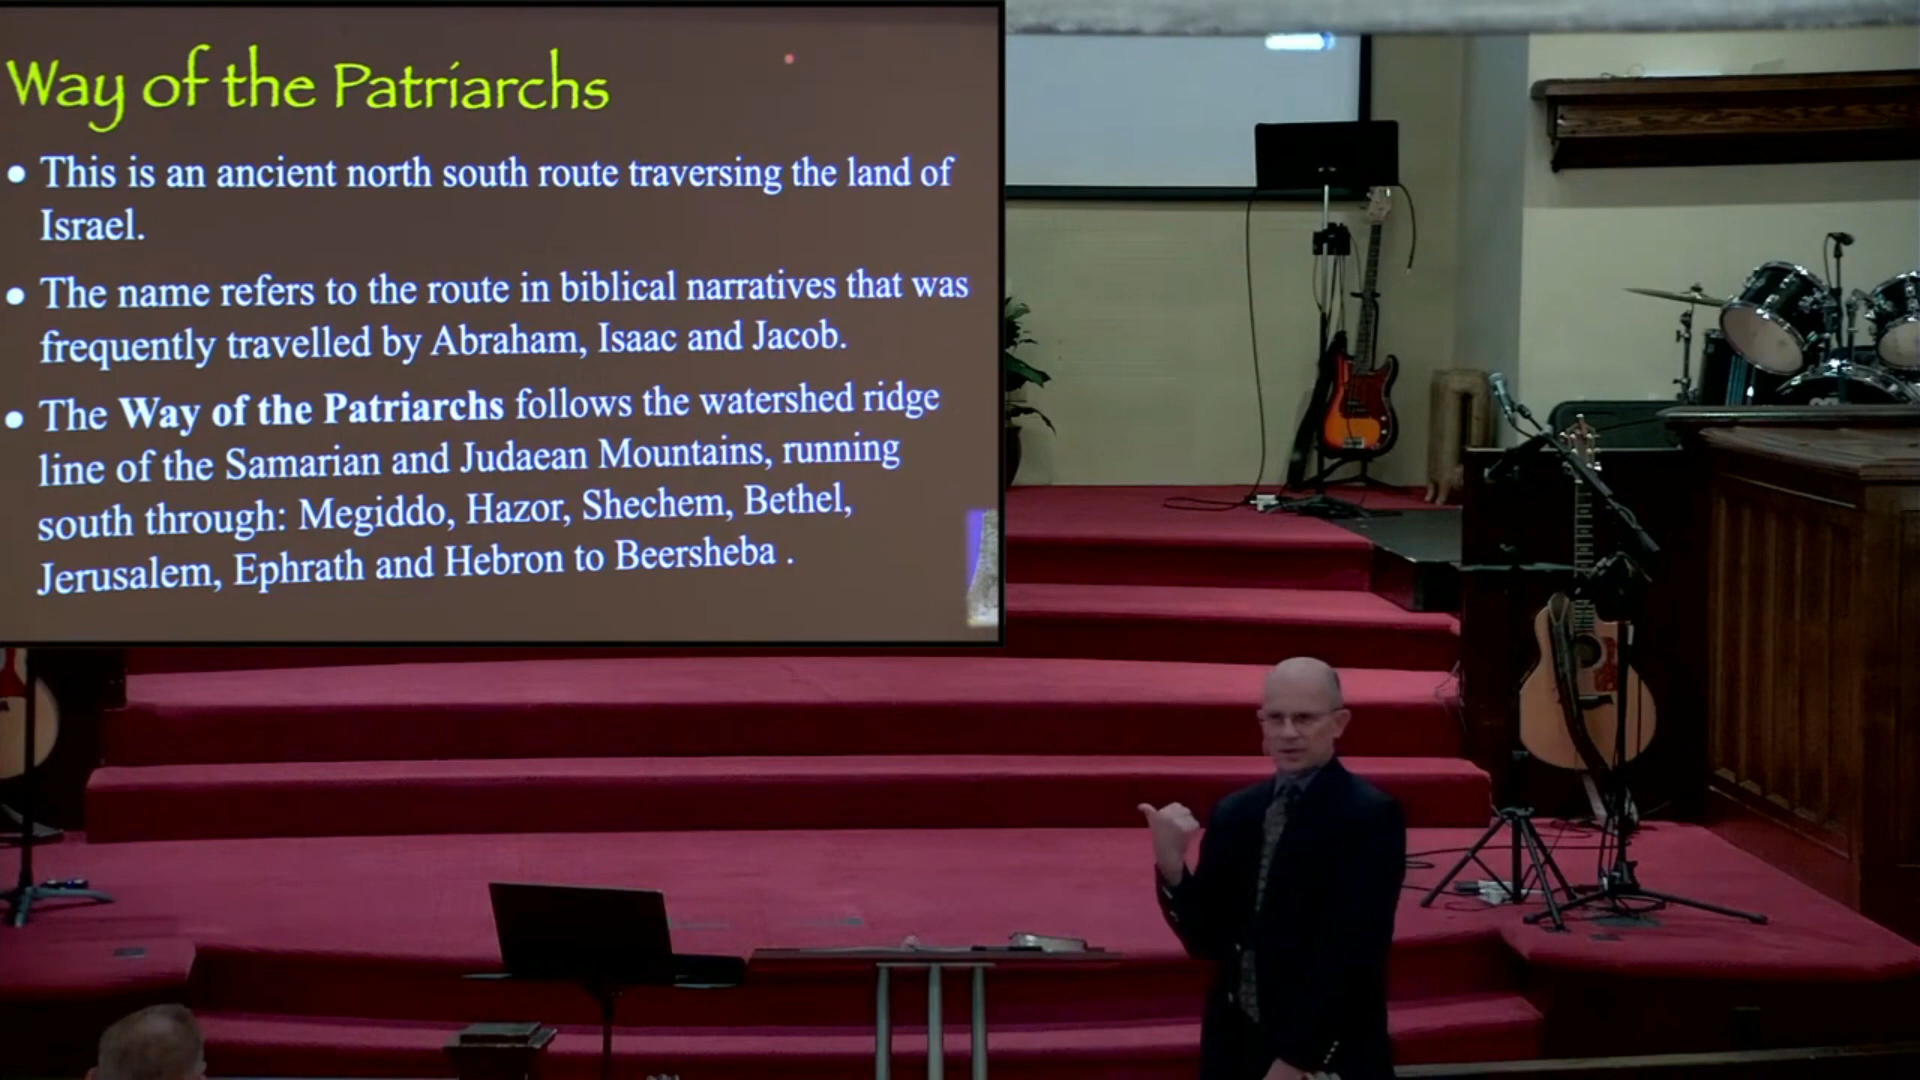 Way of the Patriarchs
• This is an ancient north south route traversing the land of
Israel.
• The name refers to the route in biblical narratives that was
frequently travelled by Abraham, Isaac and Jacob.
• The Way of the Patriarchs follows the watershed ridge
line of the Samarian and Judaean Mountains, running
south through: Megiddo, Hazor, Shechem, Bethel,
Jerusalem, Ephrath and Hebron to Beersheba .